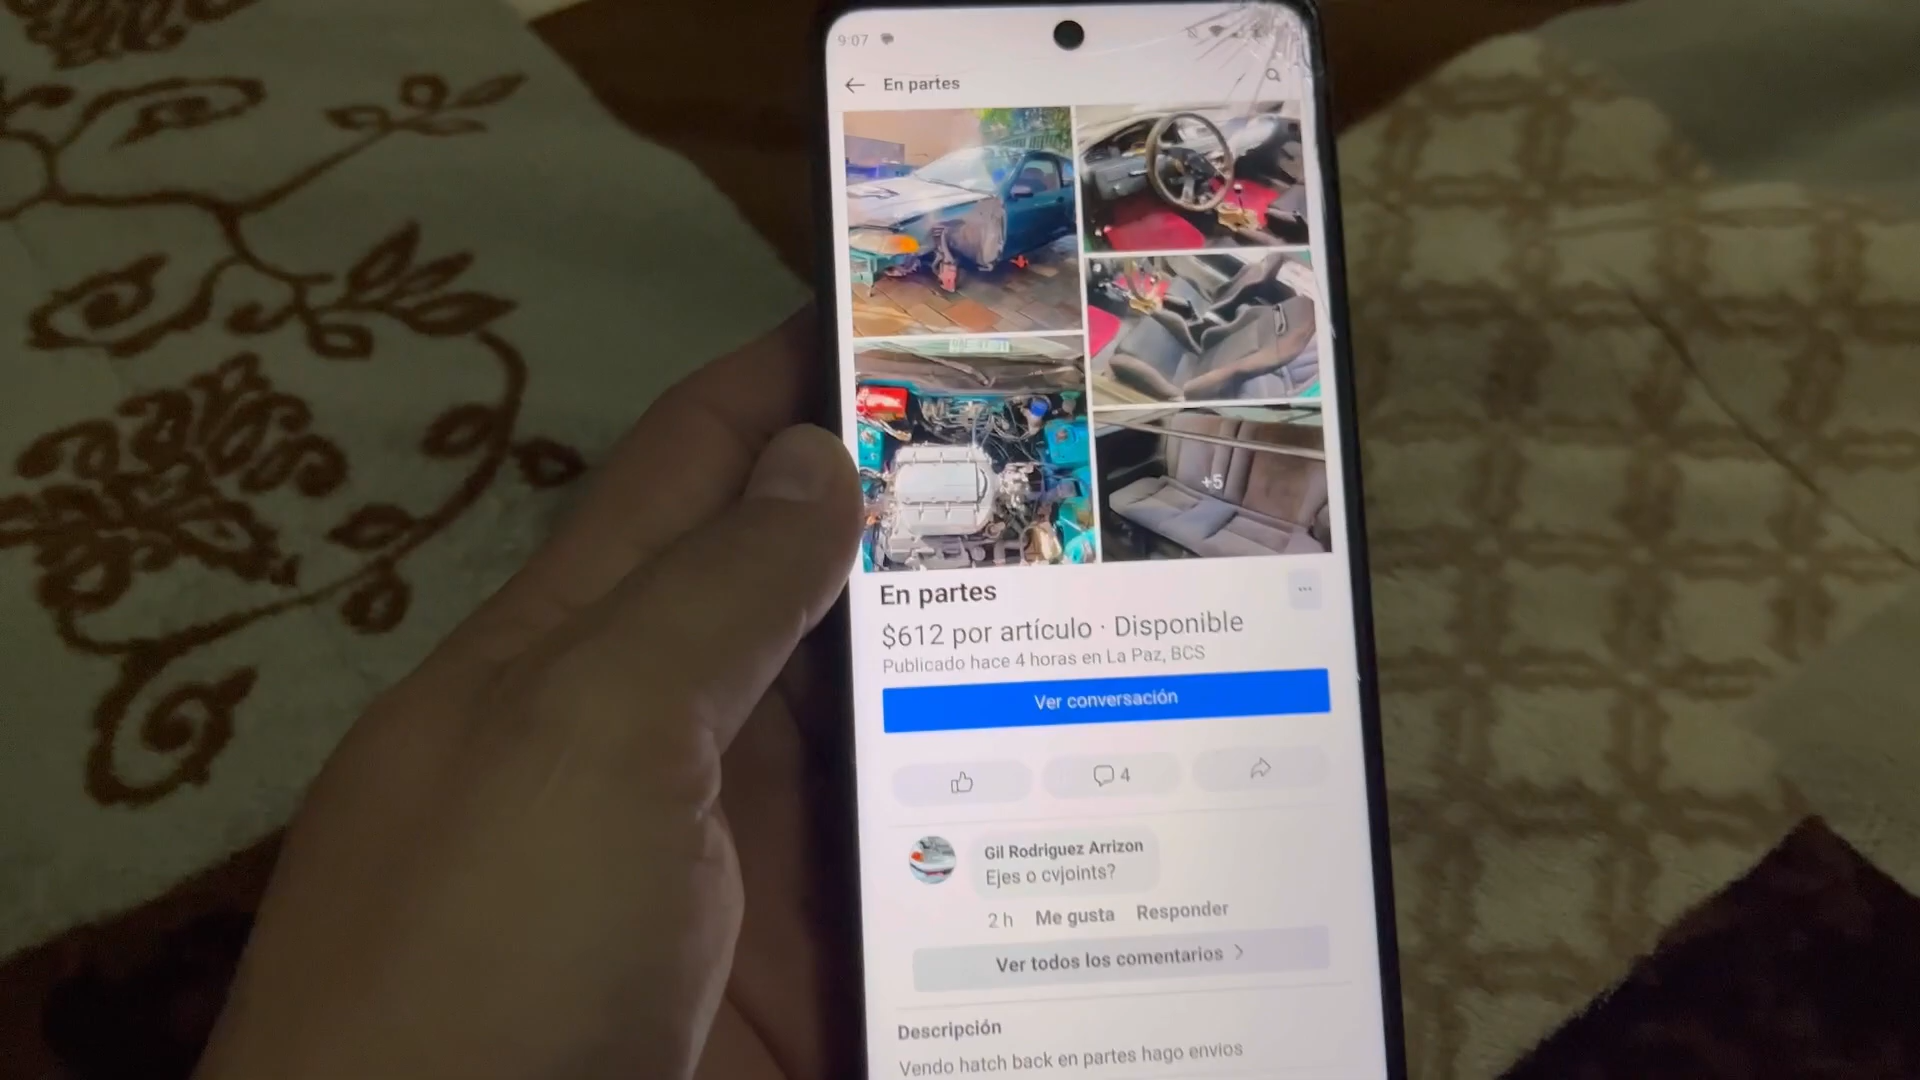 9:07
En partes
+5
En partes
$612 por artículo · Disponible
Publicado hace 4 horas en La Paz, BCS
Ver conversación
4
Gil Rodriguez Arrizon
Ejes o cvjoints?
2 h Me gusta Responder
Ver todos los comentarios
Descripción
Vendo hatch back en partes hago envios